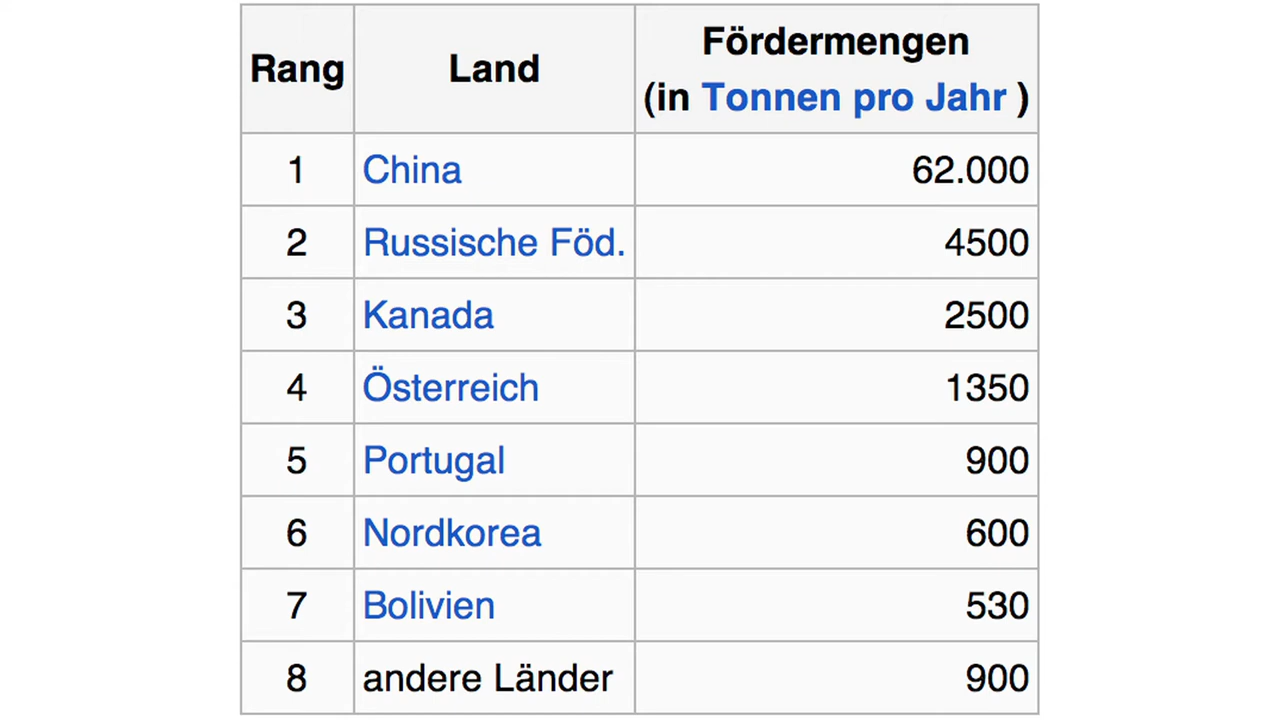 Rang Land Fördermengen
(in Tonnen pro Jahr )
1 China 62.000
2 Russische Föd. 4500
3 Kanada 2500
4 Österreich 1350
5 Portugal 900
6 Nordkorea 600
7 Bolivien 530
8 andere Länder 900